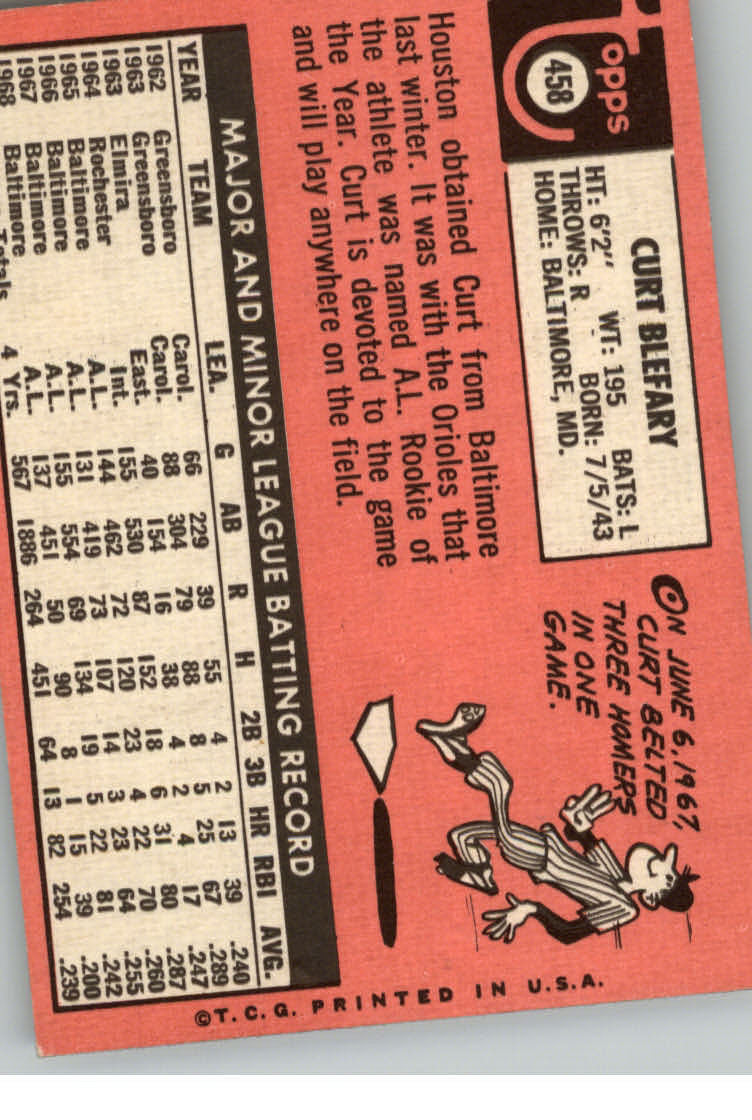 Topps
458
CURT BLEFARY
HT: 6'2" WT: 195 BATS: L
THROWS: R BORN: 7/5/43
HOME: BALTIMORE, MD.
Houston obtained Curt from Baltimore
last winter. It was with the Orioles that
the athlete was named A.L. Rookie of
the Year. Curt is devoted to the game
and will play anywhere on the field.
ON JUNE 6, 1967,
CURT BELTED
THREE HOMERS
IN ONE
GAME.
MAJOR AND MINOR LEAGUE BATTING RECORD
YEAR TEAM LEA. G AB R H 2B 3B HR RBI AVG.
1962 Greensboro Carol. 66 229 39 55 4 2 13 39 .240
1963 Greensboro Carol. 88 304 79 88 8 5 25 67 .289
1963 Elmira East. 40 154 16 38 4 2 4 17 .247
1964 Rochester Int. 155 530 87 152 18 6 31 80 .287
1965 Baltimore A.L. 144 462 72 120 23 4 22 70 .260
1966 Baltimore A.L. 131 419 73 107 14 3 23 64 .255
1967 Baltimore A.L. 155 554 69 134 19 5 22 81 .242
1968 Baltimore A.L. 137 451 50 90 8 1 15 39 .200
Totals 4 Yrs. 567 1886 264 451 64 13 82 254 .239
©T.C.G. PRINTED IN U.S.A.